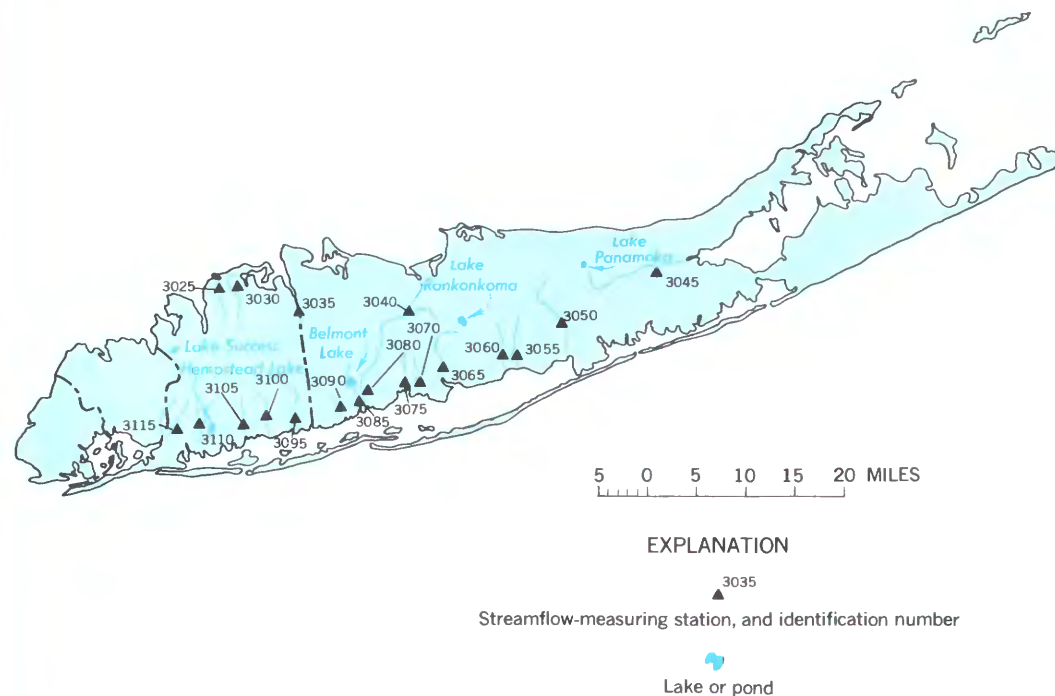 Lake
Panamoka
Lake
Ronkonkoma
3025
3030
3035
3040
3045
3050
3070
Belmont
Lake
3080
3060
3055
Lake Success
Hempstead Lake
3065
3090
3100
3105
3075
3085
3115
3110
3095
5 0 5 10 15 20 MILES
EXPLANATION
3035
Streamflow-measuring station, and identification number
Lake or pond